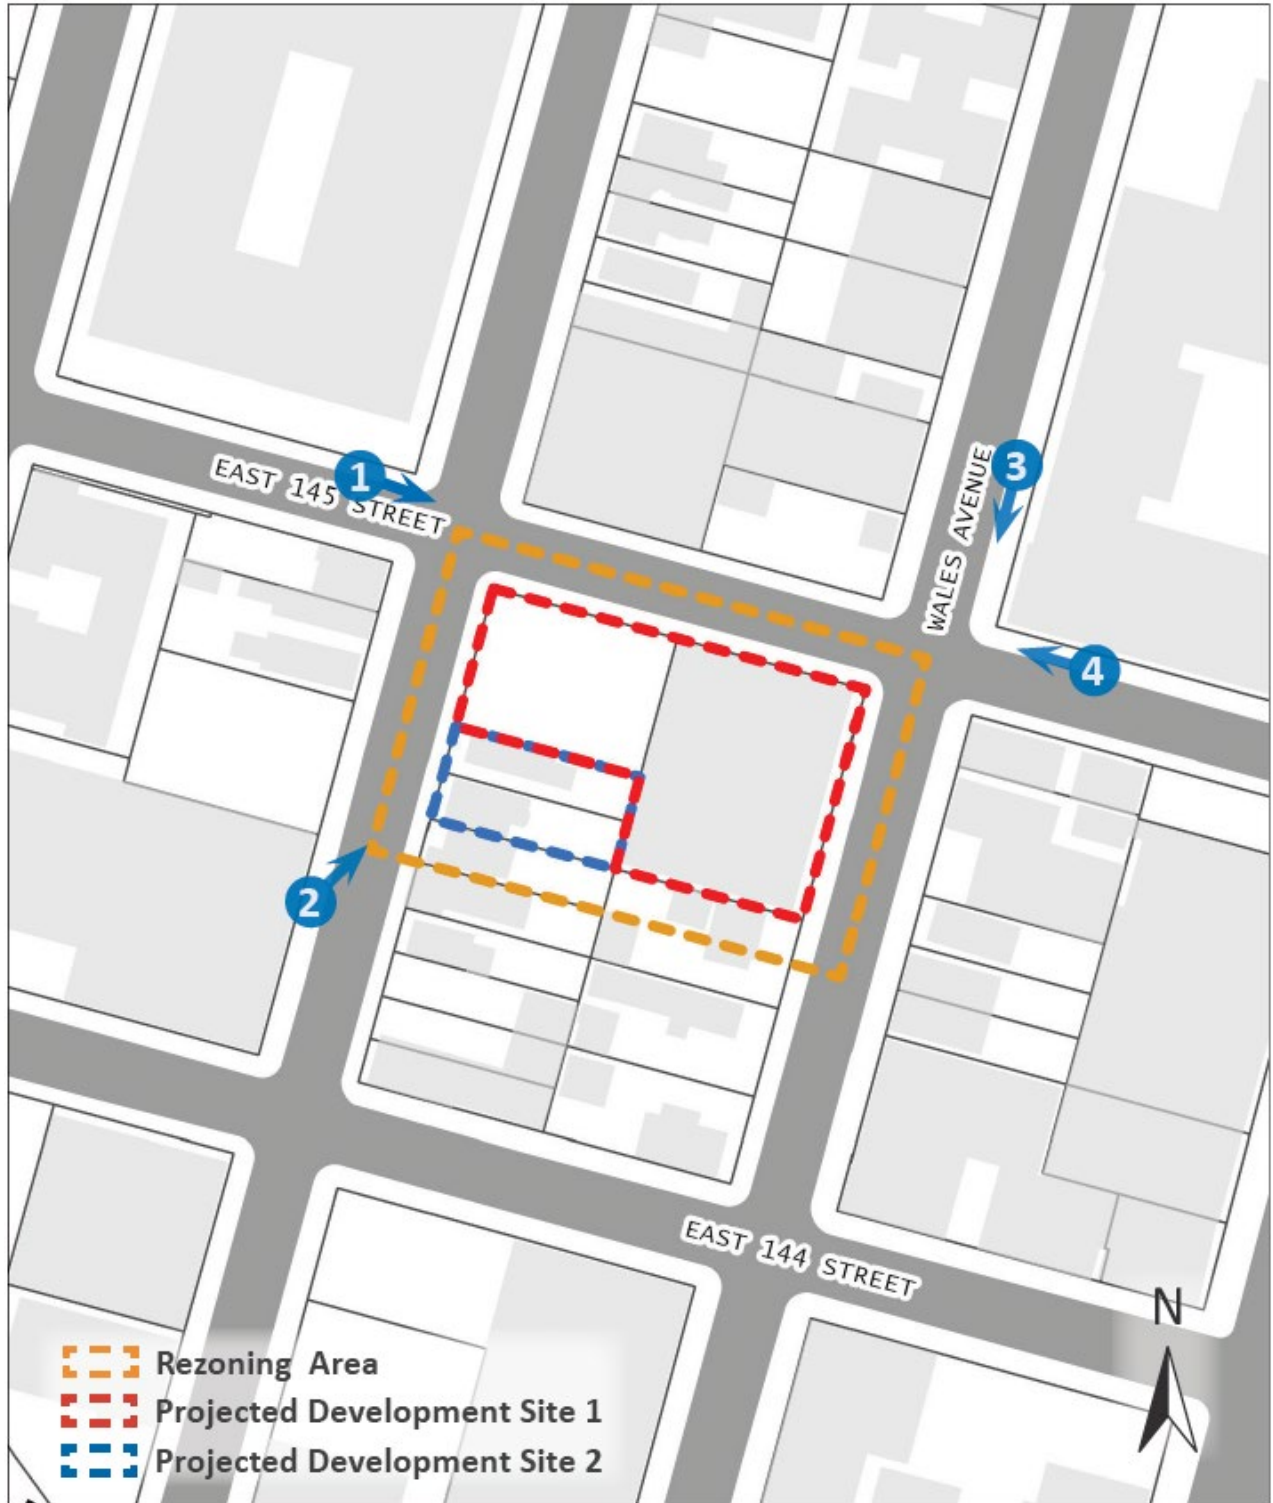 1
3
EAST 145 STREET
WALES AVENUE
4
2
EAST 144 STREET
N
Rezoning Area
Projected Development Site 1
Projected Development Site 2